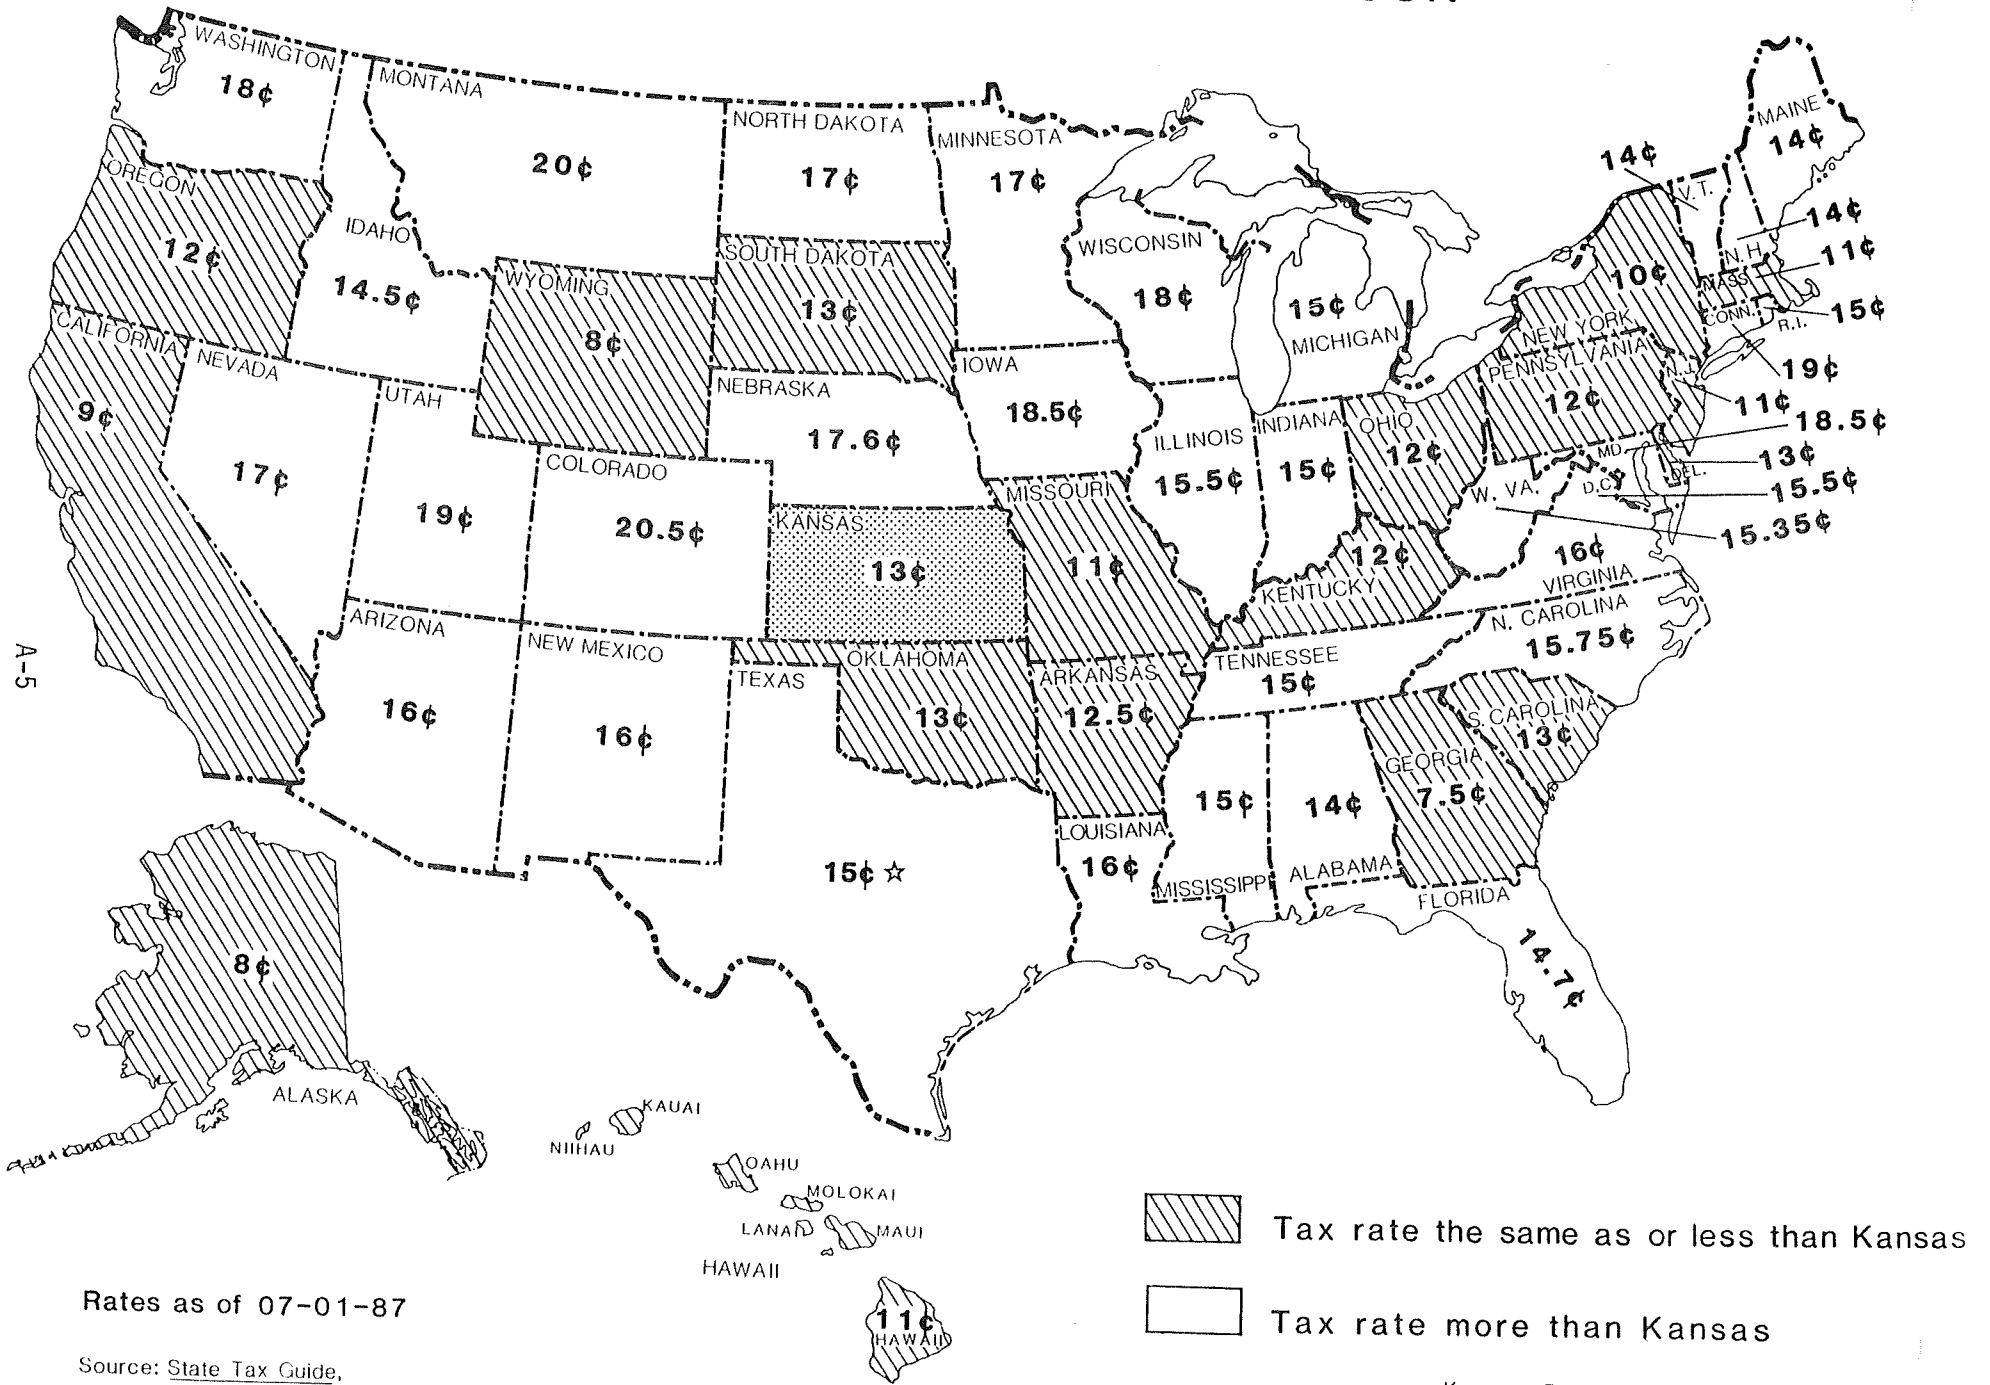 WASHINGTON
18¢
MONTANA
20¢
NORTH DAKOTA
17¢
MINNESOTA
17¢
MAINE
14¢
14¢
V.T.
OREGON
12¢
IDAHO
14.5¢
WYOMING
8¢
SOUTH DAKOTA
13¢
WISCONSIN
18¢
15¢
MICHIGAN
14¢
N.H.
11¢
MASS.
10¢
NEW YORK
CONN.
15¢
R.I.
19¢
CALIFORNIA
9¢
NEVADA
17¢
UTAH
19¢
NEBRASKA
17.6¢
IOWA
18.5¢
ILLINOIS
15.5¢
INDIANA
15¢
OHIO
12¢
PENNSYLVANIA
12¢
N.J.
11¢
18.5¢
MD.
13¢
DEL.
D.C.
15.5¢
W. VA.
15.35¢
COLORADO
20.5¢
KANSAS
13¢
MISSOURI
11¢
12¢
KENTUCKY
16¢
VIRGINIA
N. CAROLINA
15.75¢
A-5
ARIZONA
16¢
NEW MEXICO
16¢
TEXAS
15¢ ☆
OKLAHOMA
13¢
ARKANSAS
12.5¢
TENNESSEE
15¢
S. CAROLINA
13¢
GEORGIA
7.5¢
15¢
MISSISSIPPI
14¢
ALABAMA
LOUISIANA
16¢
FLORIDA
14.7¢
8¢
ALASKA
KAUAI
NIIHAU
OAHU
MOLOKAI
LANAI
MAUI
HAWAII
11¢
HAWAII
Tax rate the same as or less than Kansas
Tax rate more than Kansas
Rates as of 07-01-87
Source: State Tax Guide,